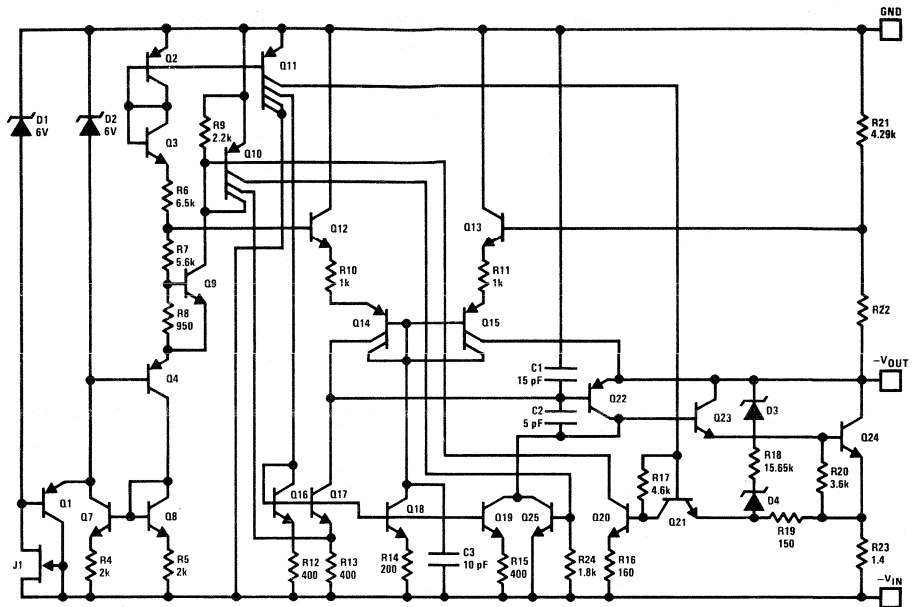 GND
Q2
Q11
D1
6V
D2
6V
Q3
R9
2.2k
Q10
R21
4.29k
R6
6.5k
Q12
Q13
R7
5.6k
Q9
R10
1k
R11
1k
R8
950
Q14
Q15
R22
Q4
C1
15 pF
Q22
-VOUT
C2
5 pF
Q23
D3
Q24
R18
15.65k
R20
3.6k
Q1
Q7
Q8
Q16
Q17
Q18
Q19
Q25
Q20
R17
4.6k
Q21
D4
R19
150
J1
R4
2k
R5
2k
R12
400
R13
400
R14
200
C3
10 pF
R15
400
R24
1.8k
R16
160
R23
1.4
-VIN